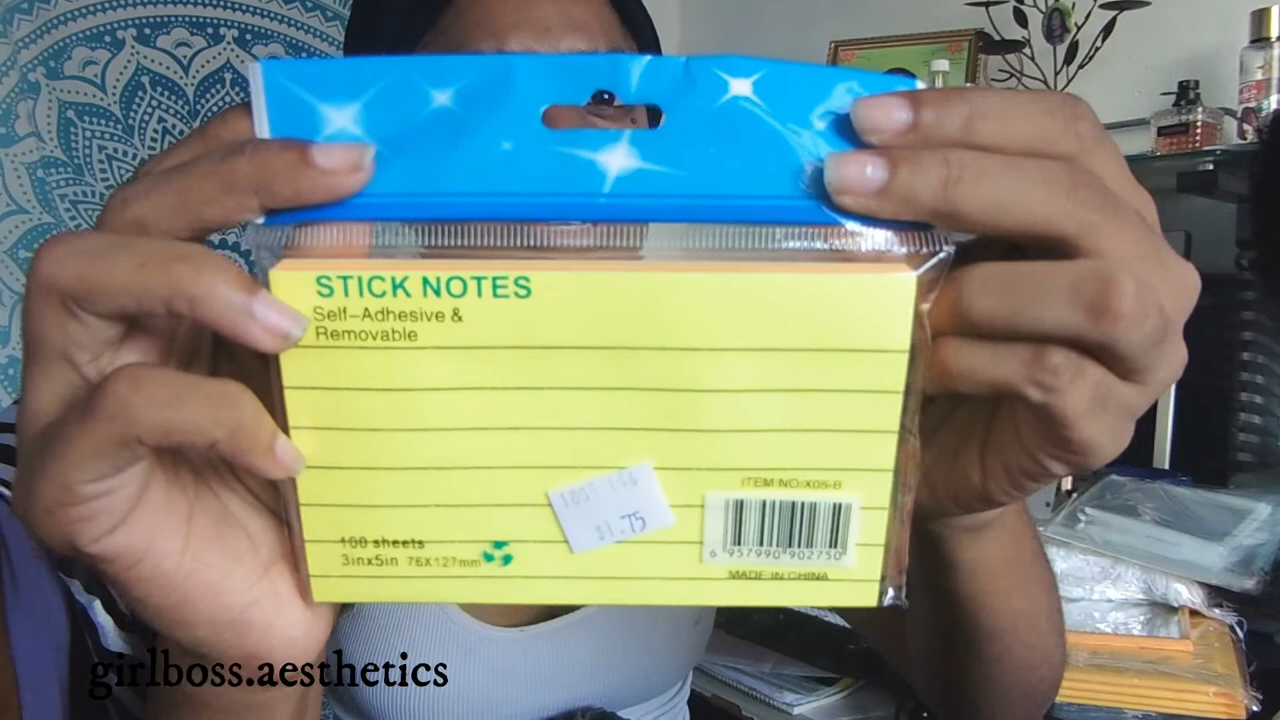 STICK NOTES
Self-Adhesive &
Removable
$1.75
ITEM NO:X05-B
6 957990 902750
MADE IN CHINA
100 sheets
3inx5in 76X127mm
girlboss.aesthetics